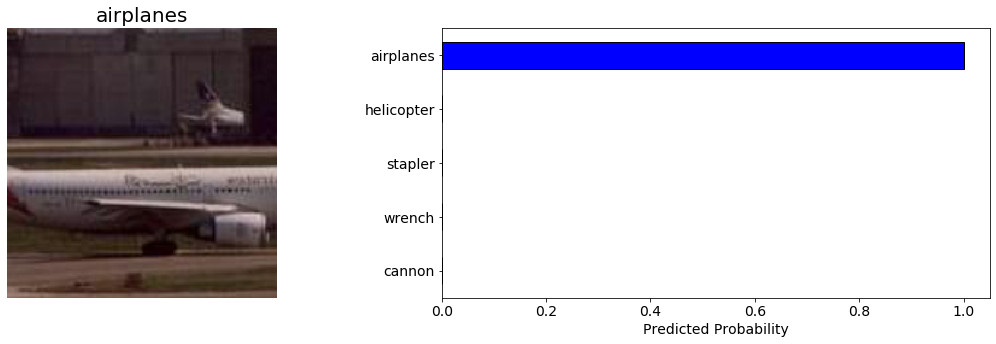 airplanes
airplanes
helicopter
stapler
wrench
cannon
0.0 0.2 0.4 0.6 0.8 1.0
Predicted Probability